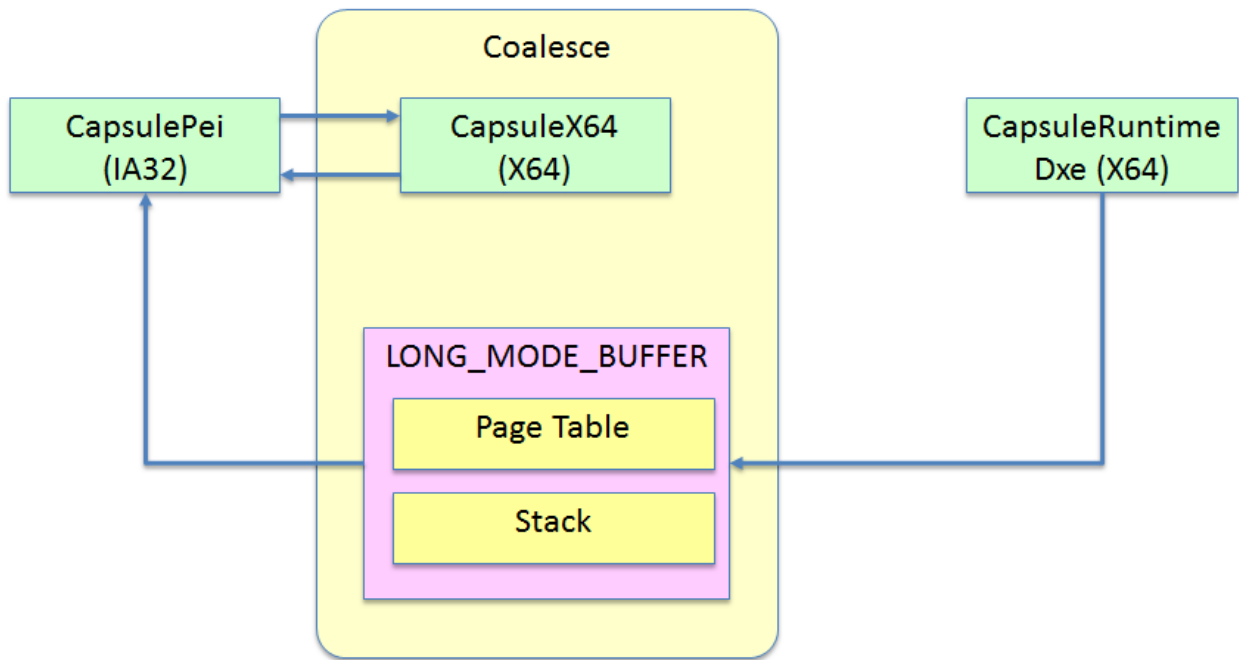 Coalesce
CapsulePei
(IA32)
CapsuleX64
(X64)
CapsuleRuntime
Dxe (X64)
LONG_MODE_BUFFER
Page Table
Stack